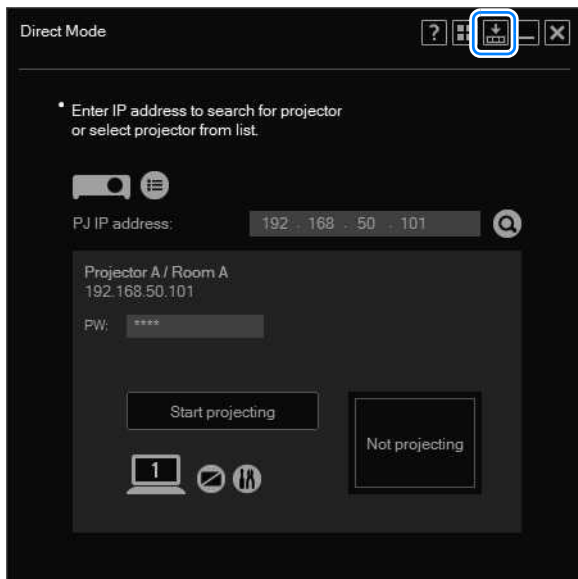 Direct Mode
?
• Enter IP address to search for projector
or select projector from list.
PJ IP address: 192 . 168 . 50 . 101
Projector A / Room A
192.168.50.101
PW: ****
Start projecting
Not projecting
1